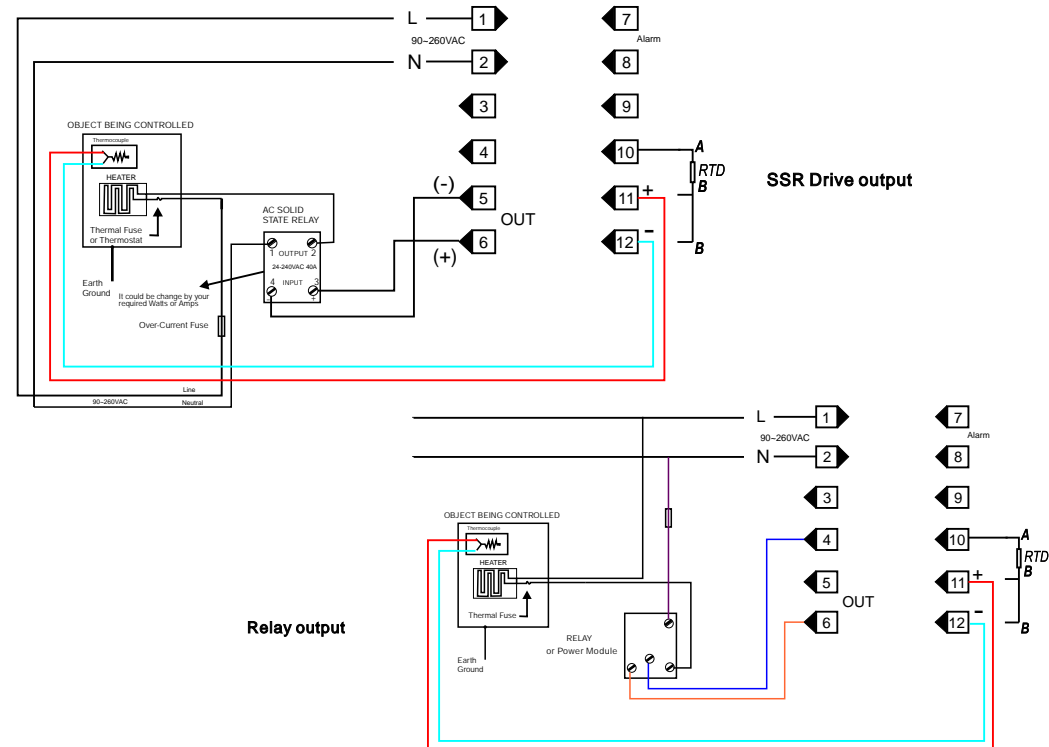 L
1
7
90~260VAC
Alarm
N
2
8
3
9
OBJECT BEING CONTROLLED
Thermocouple
4
10
A
RTD
B
SSR Drive output
HEATER
(-)
5
OUT
11
+
AC SOLID
STATE RELAY
Thermal Fuse
or Thermostat
6
(+)
12
-
B
1 OUTPUT 2
24-240VAC 40A
4 INPUT 3
- +
Earth
Ground
It could be change by your
required Watts or Amps
Over-Current Fuse
Line
90~260VAC
Neutral
L
1
7
90~260VAC
Alarm
N
2
8
3
9
OBJECT BEING CONTROLLED
Thermocouple
4
10
A
RTD
B
HEATER
5
OUT
11
+
Thermal Fuse
6
12
-
B
Relay output
RELAY
or Power Module
Earth
Ground